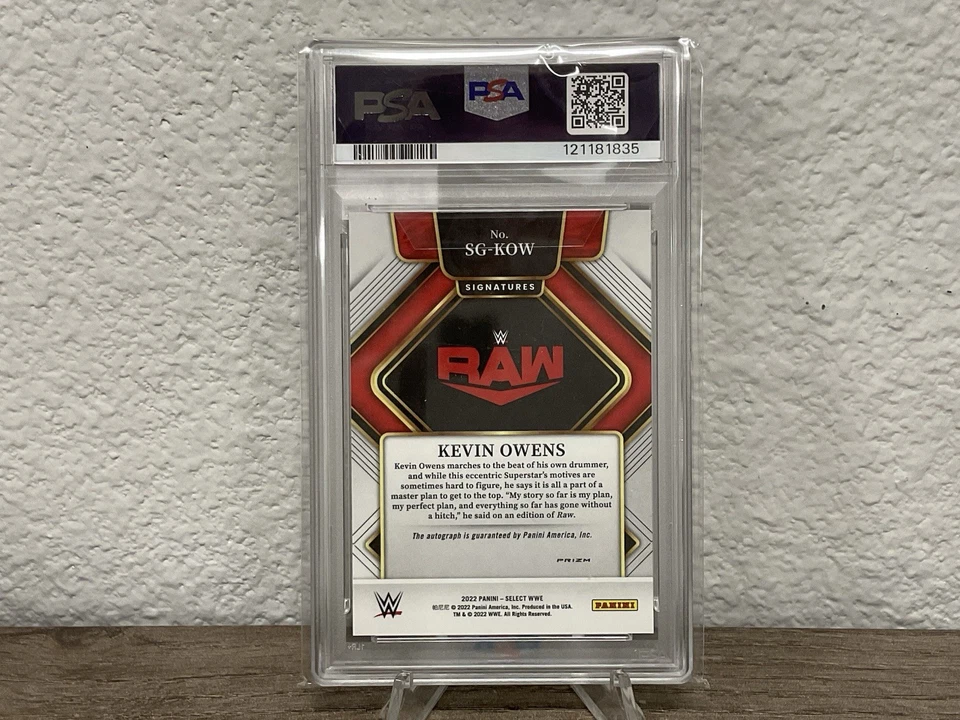 PSA
PSA
121181835
No.
SG-KOW
SIGNATURES
W
RAW
KEVIN OWENS
Kevin Owens marches to the beat of his own drummer,
and while this eccentric Superstar's motives are
sometimes hard to figure, he says it is all a part of a
master plan to get to the top. "My story so far is my plan,
my perfect plan, and everything so far has gone without
a hitch," he said on an edition of Raw.
The autograph is guaranteed by Panini America, Inc.
PRIZM
W
2022 PANINI – SELECT WWE
帕尼尼 © 2022 Panini America, Inc. Produced in the USA.
TM & © 2022 WWE. All Rights Reserved.
PANINI